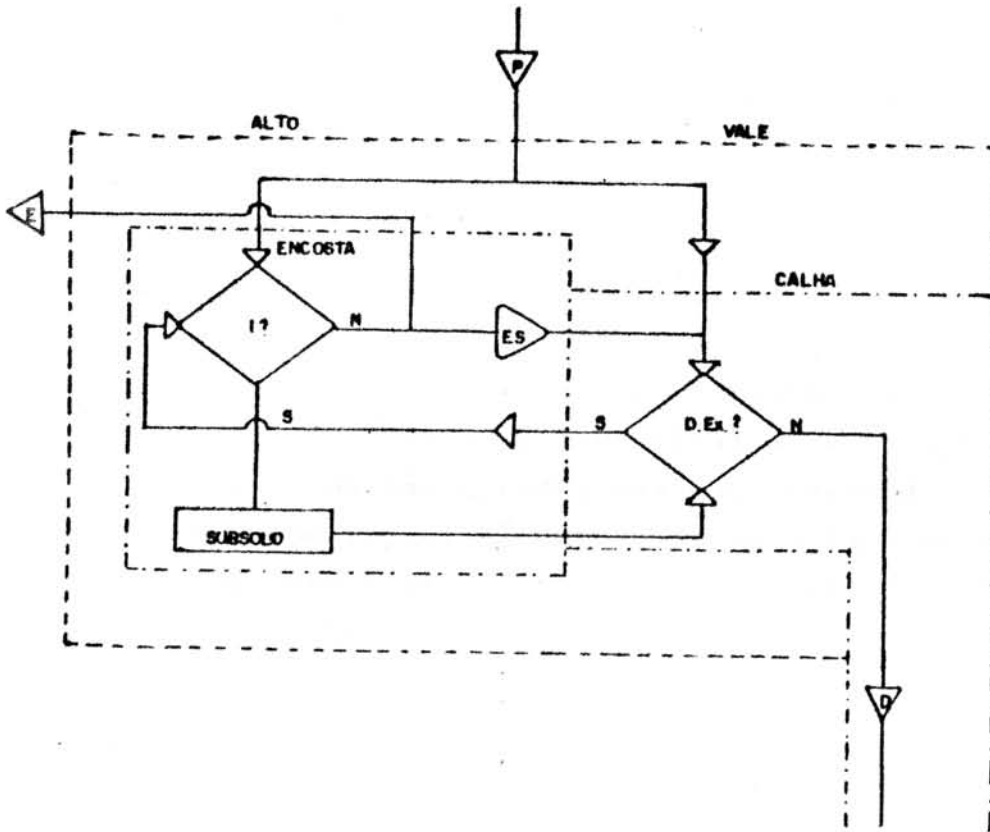 P
ALTO
VALE
E
ENCOSTA
CALHA
I?
N
ES
S
S
D. Ex. ?
N
SUBSOLO
D